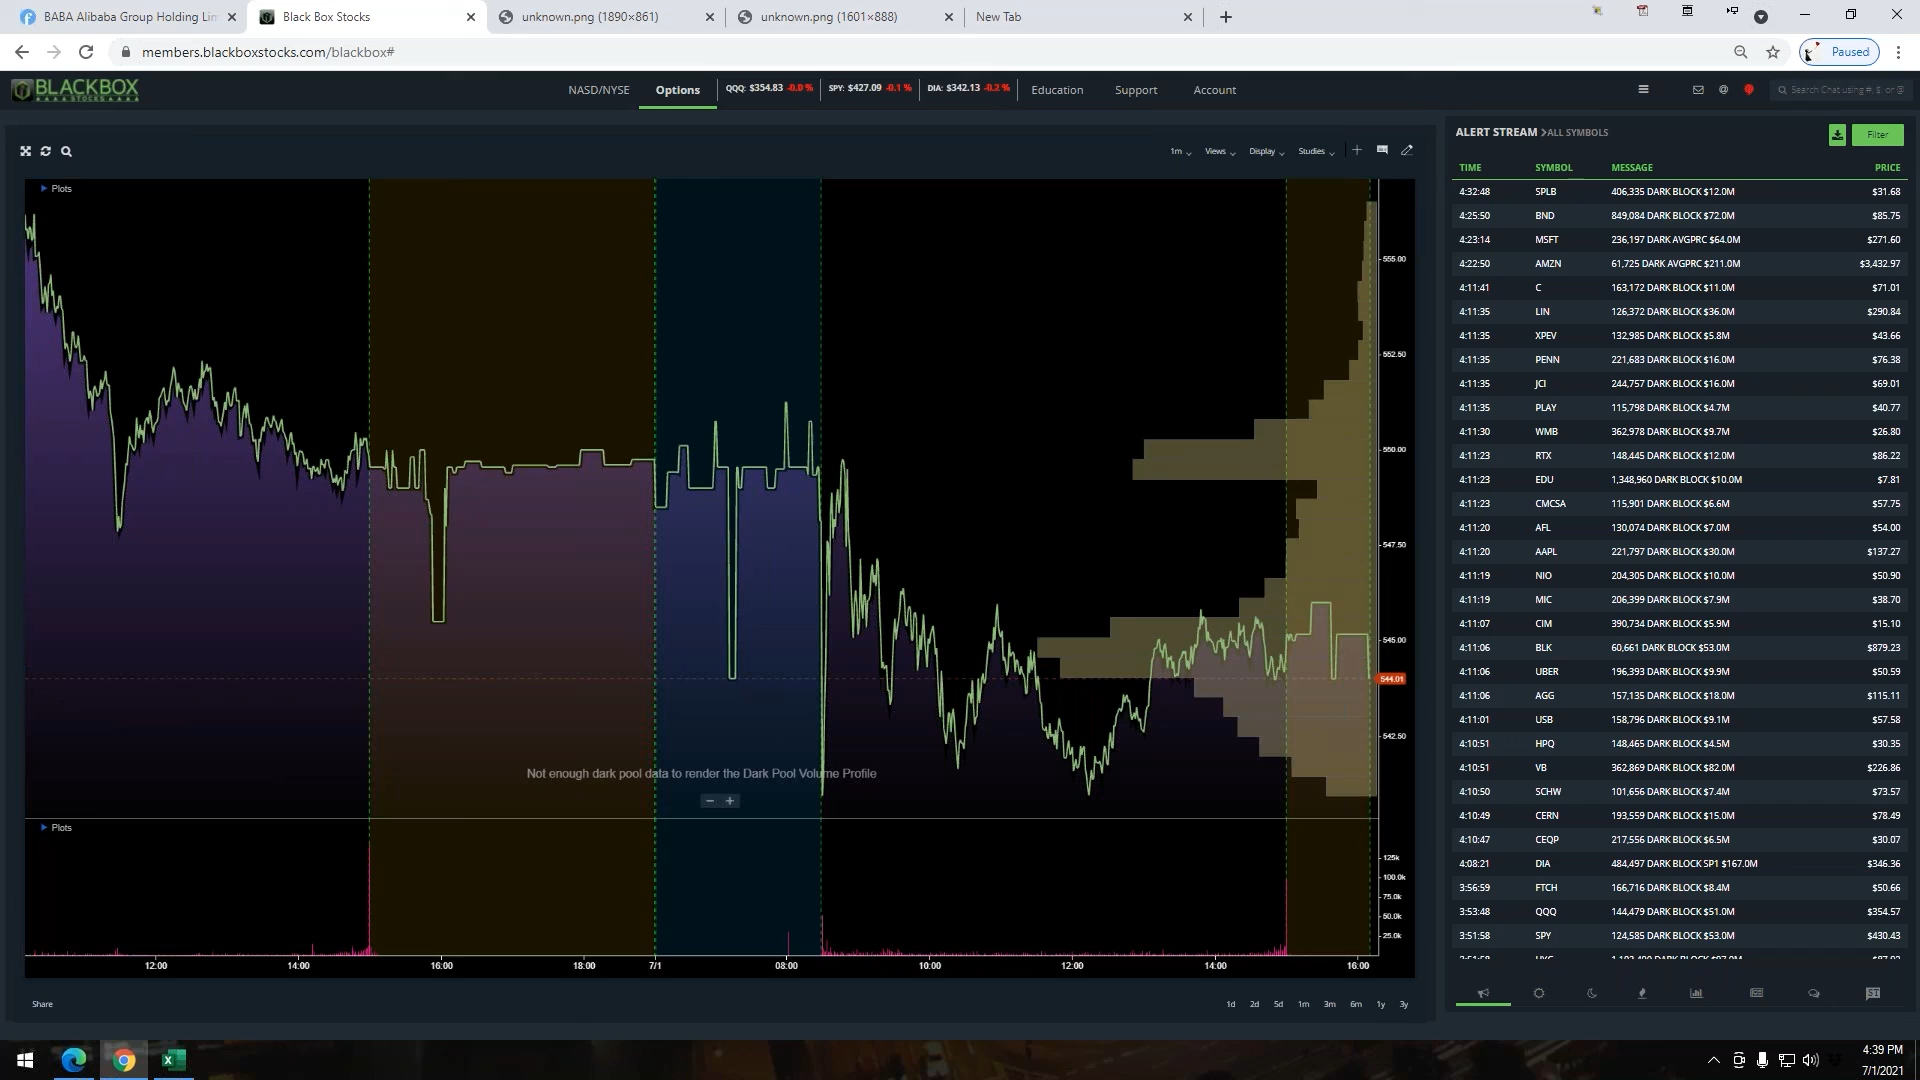 BABA Alibaba Group Holding Lim
Black Box Stocks
unknown.png (1890×861)
unknown.png (1601×888)
New Tab
members.blackboxstocks.com/blackbox#
Paused
BLACKBOX
STOCKS
NASD/NYSE
Options
QQQ: $354.83 -0.0 %
SPY: $427.09 -0.1 %
DIA: $342.13 -0.2 %
Education
Support
Account
Search Chat using #, $, or @
1m
Views
Display
Studies
Plots
555.00
552.50
550.00
547.50
545.00
544.01
542.50
Not enough dark pool data to render the Dark Pool Volume Profile
Plots
125k
100.0k
75.0k
50.0k
25.0k
12:00 14:00 16:00 18:00 7/1 08:00 10:00 12:00 14:00 16:00
Share
1d 2d 5d 1m 3m 6m 1y 3y
ALERT STREAM >ALL SYMBOLS
Filter
TIME SYMBOL MESSAGE PRICE
4:32:48 SPLB 406,335 DARK BLOCK $12.0M $31.68
4:25:50 BND 849,084 DARK BLOCK $72.0M $85.75
4:23:14 MSFT 236,197 DARK AVGPRC $64.0M $271.60
4:22:50 AMZN 61,725 DARK AVGPRC $211.0M $3,432.97
4:11:41 C 163,172 DARK BLOCK $11.0M $71.01
4:11:35 LIN 126,372 DARK BLOCK $36.0M $290.84
4:11:35 XPEV 132,985 DARK BLOCK $5.8M $43.66
4:11:35 PENN 221,683 DARK BLOCK $16.0M $76.38
4:11:35 JCI 244,757 DARK BLOCK $16.0M $69.01
4:11:35 PLAY 115,798 DARK BLOCK $4.7M $40.77
4:11:30 WMB 362,978 DARK BLOCK $9.7M $26.80
4:11:23 RTX 148,445 DARK BLOCK $12.0M $86.22
4:11:23 EDU 1,348,960 DARK BLOCK $10.0M $7.81
4:11:23 CMCSA 115,901 DARK BLOCK $6.6M $57.75
4:11:20 AFL 130,074 DARK BLOCK $7.0M $54.00
4:11:20 AAPL 221,797 DARK BLOCK $30.0M $137.27
4:11:19 NIO 204,305 DARK BLOCK $10.0M $50.90
4:11:19 MIC 206,399 DARK BLOCK $7.9M $38.70
4:11:07 CIM 390,734 DARK BLOCK $5.9M $15.10
4:11:06 BLK 60,661 DARK BLOCK $53.0M $879.23
4:11:06 UBER 196,393 DARK BLOCK $9.9M $50.59
4:11:06 AGG 157,135 DARK BLOCK $18.0M $115.11
4:11:01 USB 158,796 DARK BLOCK $9.1M $57.58
4:10:51 HPQ 148,465 DARK BLOCK $4.5M $30.35
4:10:51 VB 362,869 DARK BLOCK $82.0M $226.86
4:10:50 SCHW 101,656 DARK BLOCK $7.4M $73.57
4:10:49 CERN 193,559 DARK BLOCK $15.0M $78.49
4:10:47 CEQP 217,556 DARK BLOCK $6.5M $30.07
4:08:21 DIA 484,497 DARK BLOCK SP1 $167.0M $346.36
3:56:59 FTCH 166,716 DARK BLOCK $8.4M $50.66
3:53:48 QQQ 144,479 DARK BLOCK $51.0M $354.57
3:51:58 SPY 124,585 DARK BLOCK $53.0M $430.43
4:39 PM
7/1/2021